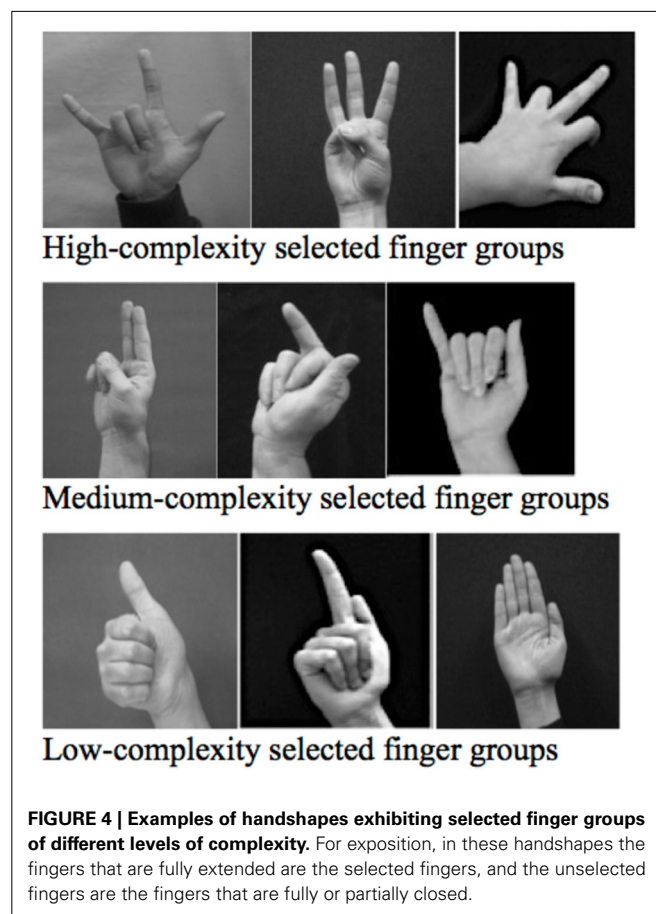 High-complexity selected finger groups
Medium-complexity selected finger groups
Low-complexity selected finger groups
FIGURE 4 | Examples of handshapes exhibiting selected finger groups
of different levels of complexity. For exposition, in these handshapes the
fingers that are fully extended are the selected fingers, and the unselected
fingers are the fingers that are fully or partially closed.